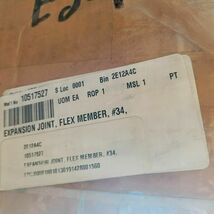 Mat'l No 10517527 S Loc 0001 Bin 2E12A4C
UOM EA ROP 1 MSL 1 PT
EXPANSION JOINT, FLEX MEMBER, #34,
2E12A4C
10517527
EXPANSION JOINT, FLEX MEMBER, #34,